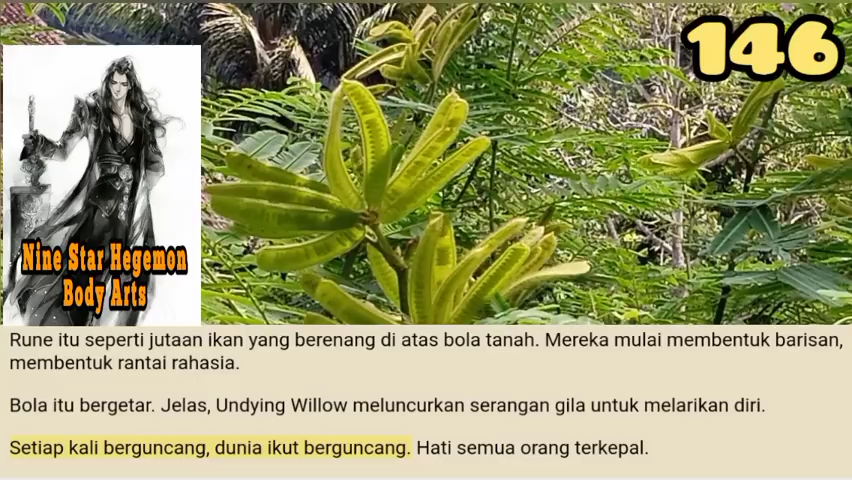 146
Nine Star Hegemon
Body Arts
Rune itu seperti jutaan ikan yang berenang di atas bola tanah. Mereka mulai membentuk barisan,
membentuk rantai rahasia.
Bola itu bergetar. Jelas, Undying Willow meluncurkan serangan gila untuk melarikan diri.
Setiap kali berguncang, dunia ikut berguncang. Hati semua orang terkepal.